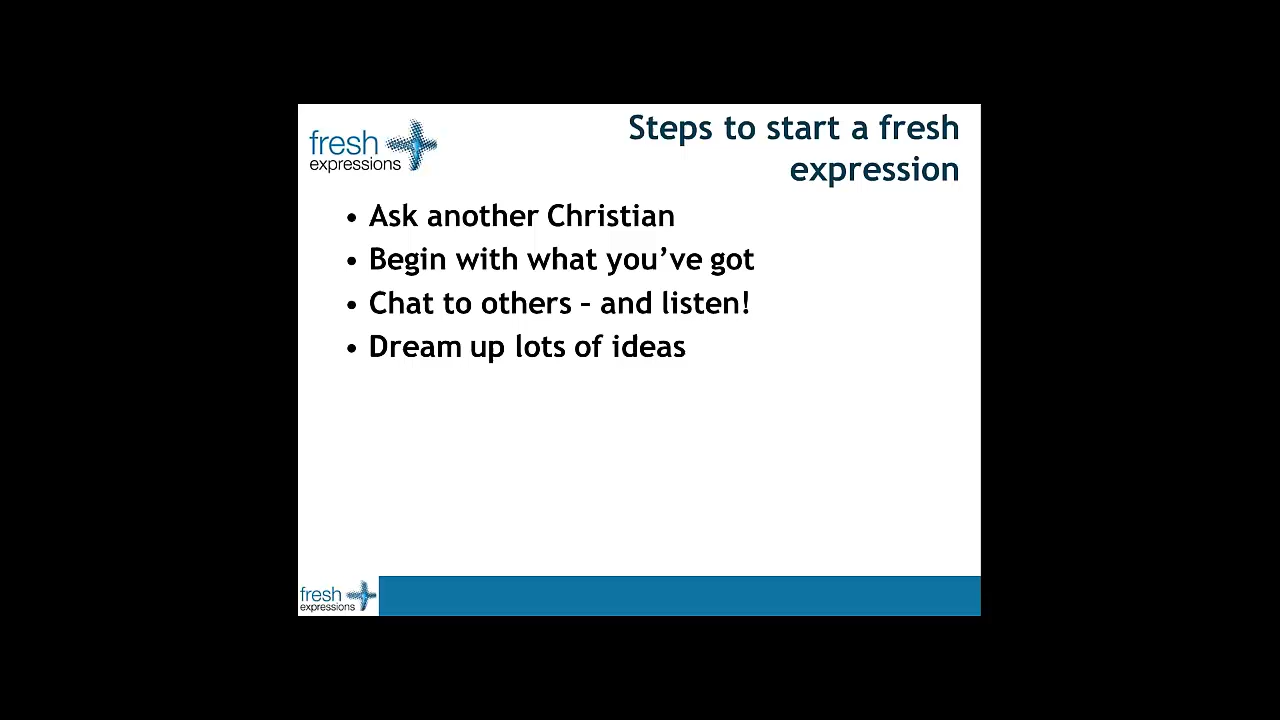 fresh
expressions
Steps to start a fresh
expression
• Ask another Christian
• Begin with what you’ve got
• Chat to others – and listen!
• Dream up lots of ideas
fresh
expressions